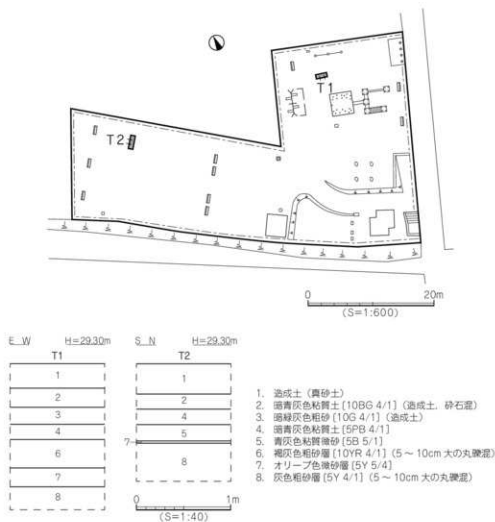 T1
T2
0 20m
(S=1:600)
E W H=29.30m S N H=29.30m
T1 T2
1
2
3
4
6
7
8
1
2
4
5
7
8
0 1m
(S=1:40)
1. 造成土（真砂土）
2. 暗青灰色粘質土[10BG 4/1]（造成土，砕石混）
3. 暗緑灰色粗砂[10G 4/1]（造成土）
4. 暗青灰色粘質土[5PB 4/1]
5. 青灰色粘質微砂[5B 5/1]
6. 褐灰色粗砂層[10YR 4/1]（5～10cm 大の丸礫混）
7. オリーブ色微砂層[5Y 5/4]
8. 灰色粗砂層[5Y 4/1]（5～10cm 大の丸礫混）